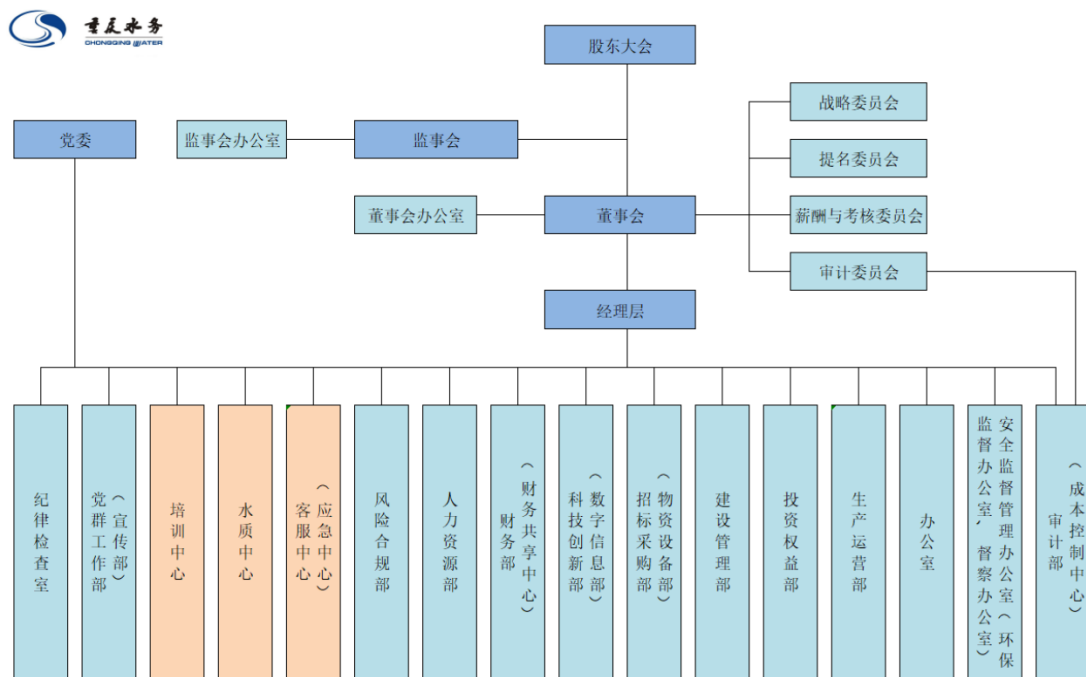 重庆水务
CHONGQING WATER
股东大会
战略委员会
党委
监事会办公室
监事会
提名委员会
董事会办公室
董事会
薪酬与考核委员会
审计委员会
经理层
纪律检查室
党群工作部
（宣传部）
培训中心
水质中心
客服中心
（应急中心）
风险合规部
人力资源部
财务部
（财务共享中心）
科技创新部
（数字信息部）
招标采购部
（物资设备部）
建设管理部
投资权益部
生产运营部
办公室
安全监督管理办公室（环保
监督办公室、督察办公室）
审计部
（成本控制中心）